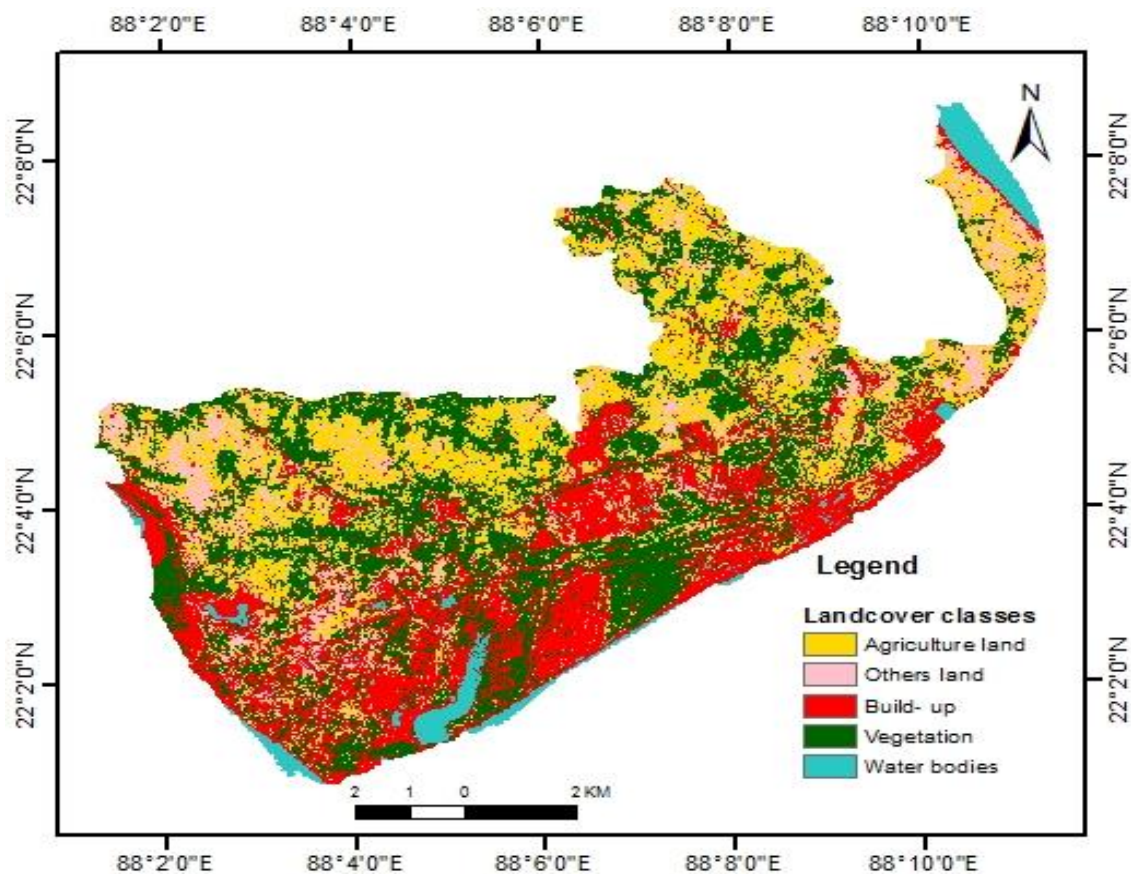 88°2'0"E 88°4'0"E 88°6'0"E 88°8'0"E 88°10'0"E
N
22°8'0"N 22°8'0"N
22°6'0"N 22°6'0"N
22°4'0"N 22°4'0"N
Legend
Landcover classes
Agriculture land
Others land
22°2'0"N 22°2'0"N
Build- up
Vegetation
Water bodies
2 1 0 2 KM
88°2'0"E 88°4'0"E 88°6'0"E 88°8'0"E 88°10'0"E